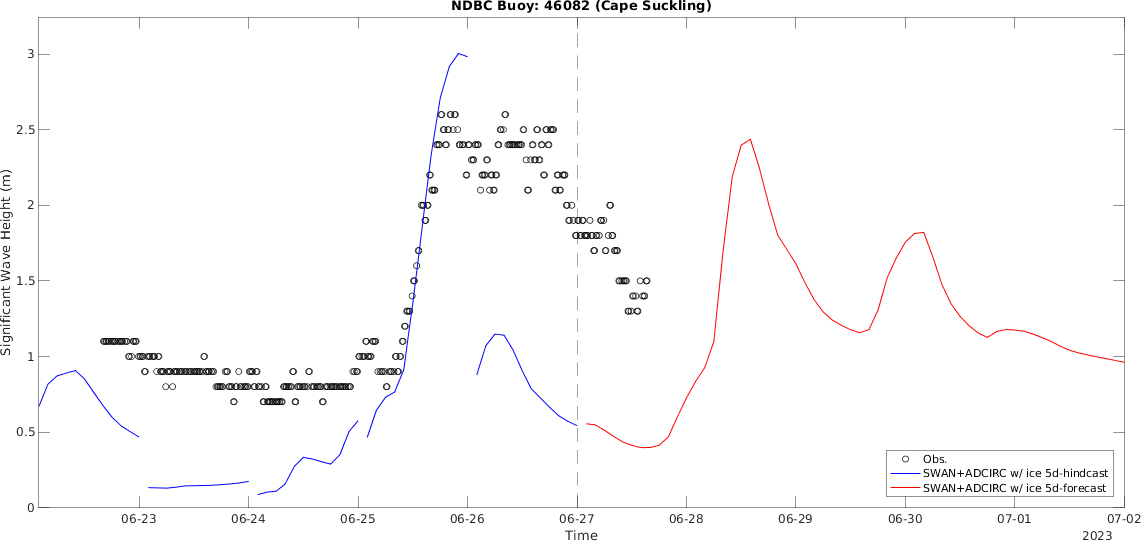 NDBC Buoy: 46082 (Cape Suckling)
Significant Wave Height (m)
3
2.5
2
1.5
1
0.5
0
Obs.
SWAN+ADCIRC w/ ice 5d-hindcast
SWAN+ADCIRC w/ ice 5d-forecast
06-23 06-24 06-25 06-26 06-27 06-28 06-29 06-30 07-01 07-02
Time 2023